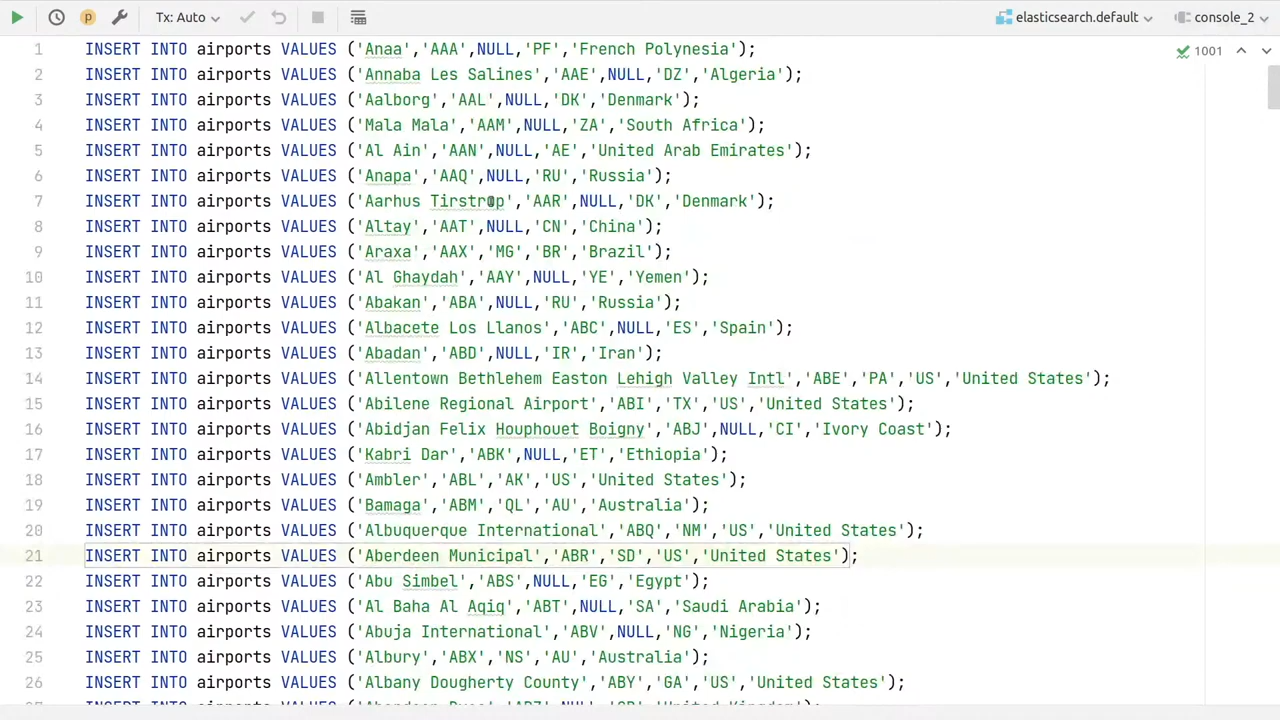 Tx: Auto
elasticsearch.default
console_2
1001
1 INSERT INTO airports VALUES ('Anaa','AAA',NULL,'PF','French Polynesia');
2 INSERT INTO airports VALUES ('Annaba Les Salines','AAE',NULL,'DZ','Algeria');
3 INSERT INTO airports VALUES ('Aalborg','AAL',NULL,'DK','Denmark');
4 INSERT INTO airports VALUES ('Mala Mala','AAM',NULL,'ZA','South Africa');
5 INSERT INTO airports VALUES ('Al Ain','AAN',NULL,'AE','United Arab Emirates');
6 INSERT INTO airports VALUES ('Anapa','AAQ',NULL,'RU','Russia');
7 INSERT INTO airports VALUES ('Aarhus Tirstrop','AAR',NULL,'DK','Denmark');
8 INSERT INTO airports VALUES ('Altay','AAT',NULL,'CN','China');
9 INSERT INTO airports VALUES ('Araxa','AAX','MG','BR','Brazil');
10 INSERT INTO airports VALUES ('Al Ghaydah','AAY',NULL,'YE','Yemen');
11 INSERT INTO airports VALUES ('Abakan','ABA',NULL,'RU','Russia');
12 INSERT INTO airports VALUES ('Albacete Los Llanos','ABC',NULL,'ES','Spain');
13 INSERT INTO airports VALUES ('Abadan','ABD',NULL,'IR','Iran');
14 INSERT INTO airports VALUES ('Allentown Bethlehem Easton Lehigh Valley Intl','ABE','PA','US','United States');
15 INSERT INTO airports VALUES ('Abilene Regional Airport','ABI','TX','US','United States');
16 INSERT INTO airports VALUES ('Abidjan Felix Houphouet Boigny','ABJ',NULL,'CI','Ivory Coast');
17 INSERT INTO airports VALUES ('Kabri Dar','ABK',NULL,'ET','Ethiopia');
18 INSERT INTO airports VALUES ('Ambler','ABL','AK','US','United States');
19 INSERT INTO airports VALUES ('Bamaga','ABM','QL','AU','Australia');
20 INSERT INTO airports VALUES ('Albuquerque International','ABQ','NM','US','United States');
21 INSERT INTO airports VALUES ('Aberdeen Municipal','ABR','SD','US','United States');
22 INSERT INTO airports VALUES ('Abu Simbel','ABS',NULL,'EG','Egypt');
23 INSERT INTO airports VALUES ('Al Baha Al Aqiq','ABT',NULL,'SA','Saudi Arabia');
24 INSERT INTO airports VALUES ('Abuja International','ABV',NULL,'NG','Nigeria');
25 INSERT INTO airports VALUES ('Albury','ABX','NS','AU','Australia');
26 INSERT INTO airports VALUES ('Albany Dougherty County','ABY','GA','US','United States');